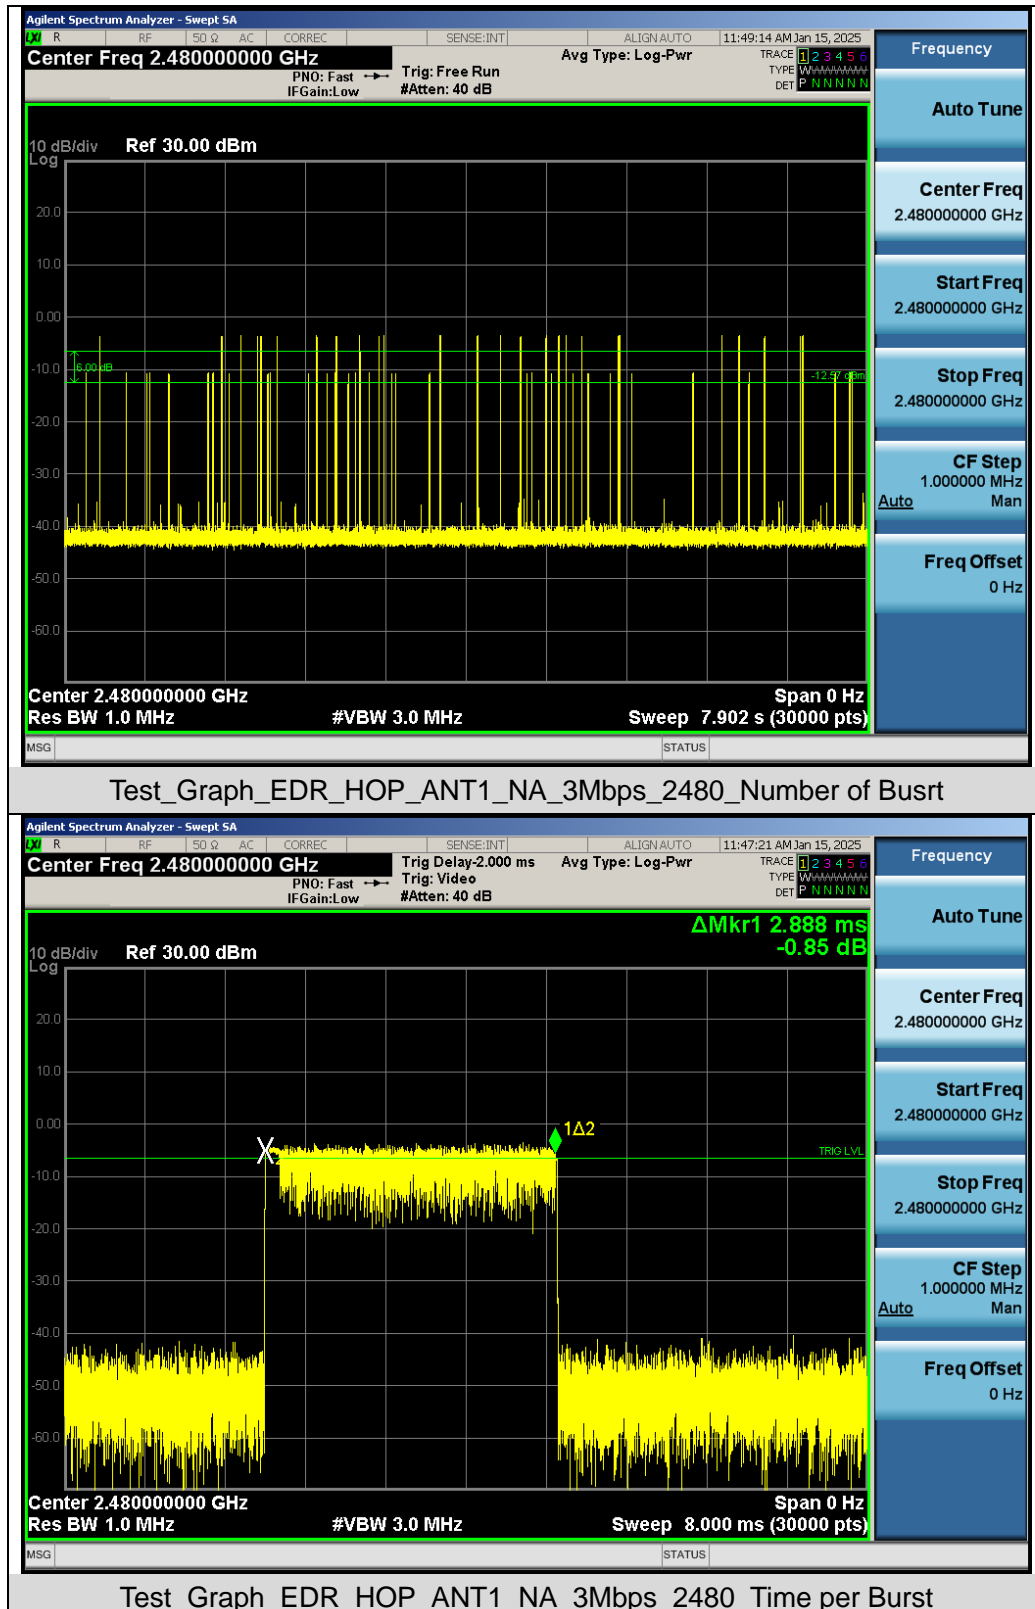 Agilent Spectrum Analyzer - Swept SA
LXI R RF 50 Ω AC CORREC SENSE:INT ALIGN AUTO 11:49:14 AM Jan 15, 2025
Center Freq 2.480000000 GHz Avg Type: Log-Pwr TRACE 1 2 3 4 5 6
PNO: Fast Trig: Free Run TYPE WWWWWW
IFGain:Low #Atten: 40 dB DET P N N N N N
Frequency
Auto Tune
10 dB/div Ref 30.00 dBm
Log
20.0
10.0
0.00
-10.0
-20.0
-30.0
-40.0
-50.0
-60.0
6.00 dB
-12.57 dBm
Center Freq
2.480000000 GHz
Start Freq
2.480000000 GHz
Stop Freq
2.480000000 GHz
CF Step
1.000000 MHz
Auto Man
Freq Offset
0 Hz
Center 2.480000000 GHz Span 0 Hz
Res BW 1.0 MHz #VBW 3.0 MHz Sweep 7.902 s (30000 pts)
MSG STATUS
Test_Graph_EDR_HOP_ANT1_NA_3Mbps_2480_Number of Busrt
Agilent Spectrum Analyzer - Swept SA
LXI R RF 50 Ω AC CORREC SENSE:INT ALIGN AUTO 11:47:21 AM Jan 15, 2025
Center Freq 2.480000000 GHz Trig Delay-2.000 ms Avg Type: Log-Pwr TRACE 1 2 3 4 5 6
PNO: Fast Trig: Video TYPE WWWWWW
IFGain:Low #Atten: 40 dB DET P N N N N N
Frequency
Auto Tune
ΔMkr1 2.888 ms
-0.85 dB
10 dB/div Ref 30.00 dBm
Log
20.0
10.0
0.00
-10.0
-20.0
-30.0
-40.0
-50.0
-60.0
1Δ2
TRIG LVL
Center Freq
2.480000000 GHz
Start Freq
2.480000000 GHz
Stop Freq
2.480000000 GHz
CF Step
1.000000 MHz
Auto Man
Freq Offset
0 Hz
Center 2.480000000 GHz Span 0 Hz
Res BW 1.0 MHz #VBW 3.0 MHz Sweep 8.000 ms (30000 pts)
MSG STATUS
Test_Graph_EDR_HOP_ANT1_NA_3Mbps_2480_Time per Burst